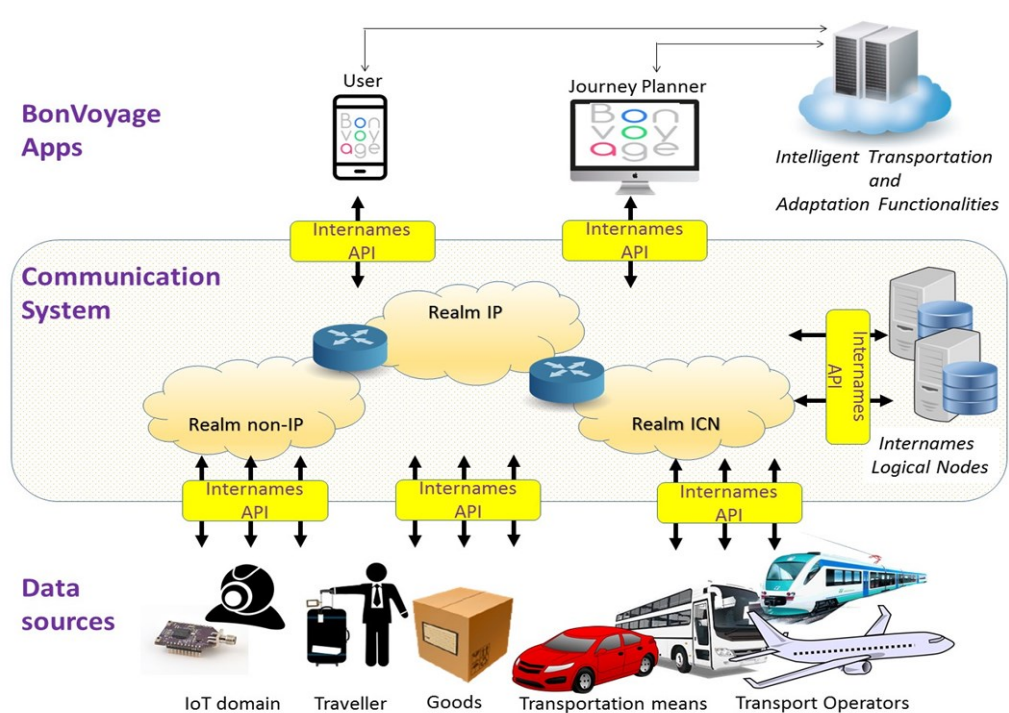 User
Journey Planner
BonVoyage
Apps
Bon
voy
age
Bon
voy
age
Intelligent Transportation
and
Adaptation Functionalities
Internames
API
Internames
API
Communication
System
Realm IP
Realm non-IP
Realm ICN
Internames
API
Internames
Logical Nodes
Internames
API
Internames
API
Internames
API
Data
sources
IoT domain
Traveller
Goods
Transportation means
Transport Operators